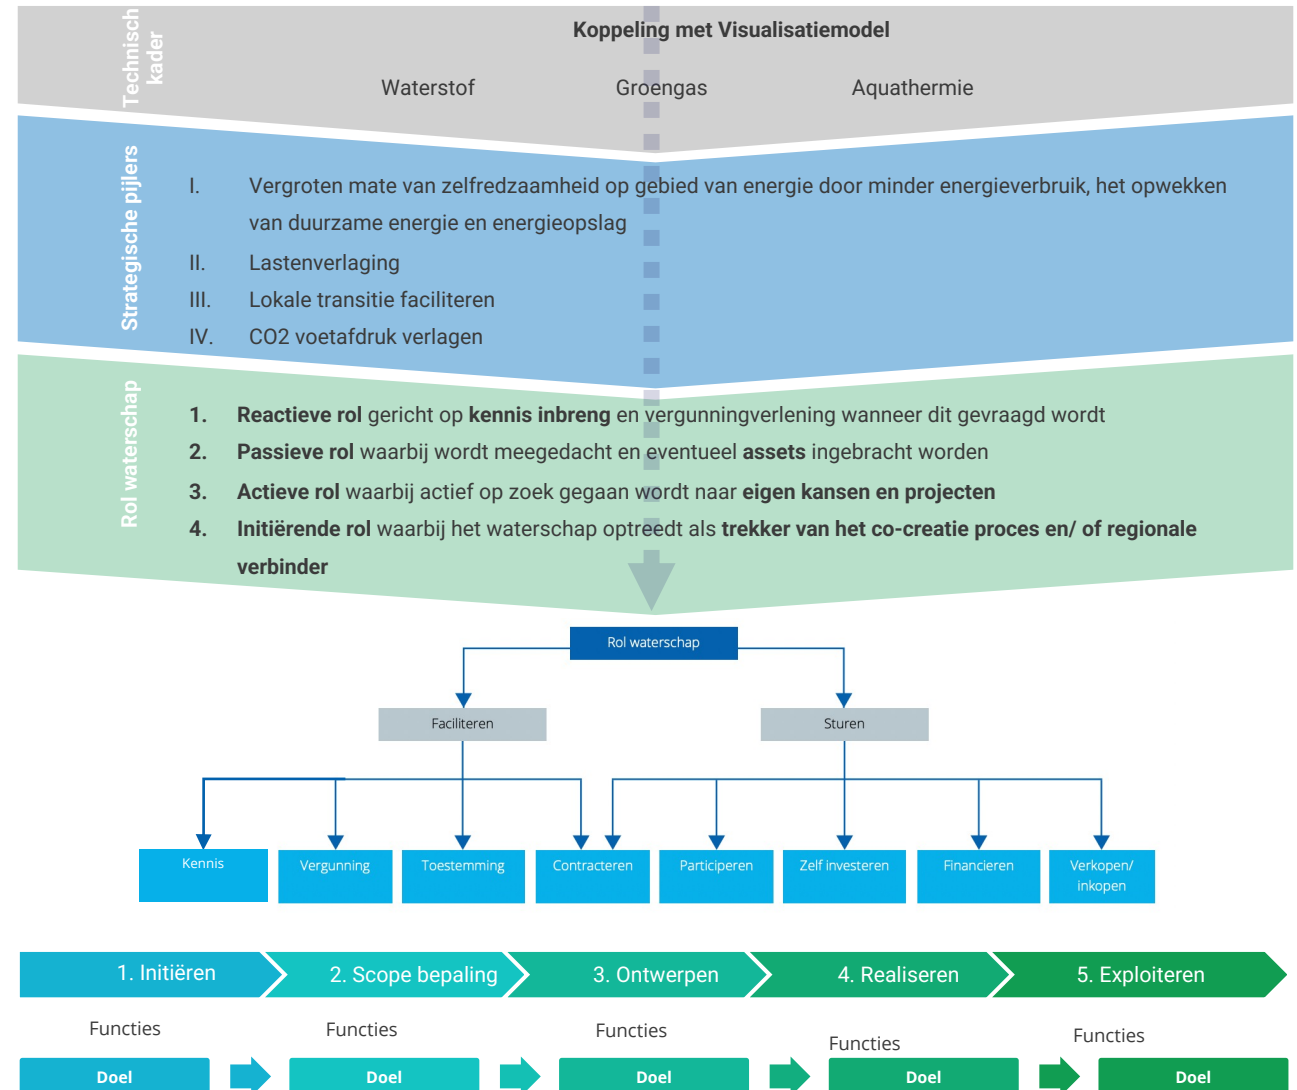 Technisch
kader
Koppeling met Visualisatiemodel
Waterstof Groengas Aquathermie
Strategische pijlers
I. Vergroten mate van zelfredzaamheid op gebied van energie door minder energieverbruik, het opwekken
van duurzame energie en energieopslag
II. Lastenverlaging
III. Lokale transitie faciliteren
IV. CO2 voetafdruk verlagen
Rol waterschap
1. Reactieve rol gericht op kennis inbreng en vergunningverlening wanneer dit gevraagd wordt
2. Passieve rol waarbij wordt meegedacht en eventueel assets ingebracht worden
3. Actieve rol waarbij actief op zoek gegaan wordt naar eigen kansen en projecten
4. Initiërende rol waarbij het waterschap optreedt als trekker van het co-creatie proces en/ of regionale
verbinder
Rol waterschap
Faciliteren Sturen
Kennis Vergunning Toestemming Contracteren Participeren Zelf investeren Financieren Verkopen/
inkopen
1. Initiëren 2. Scope bepaling 3. Ontwerpen 4. Realiseren 5. Exploiteren
Functies Functies Functies Functies Functies
Doel Doel Doel Doel Doel